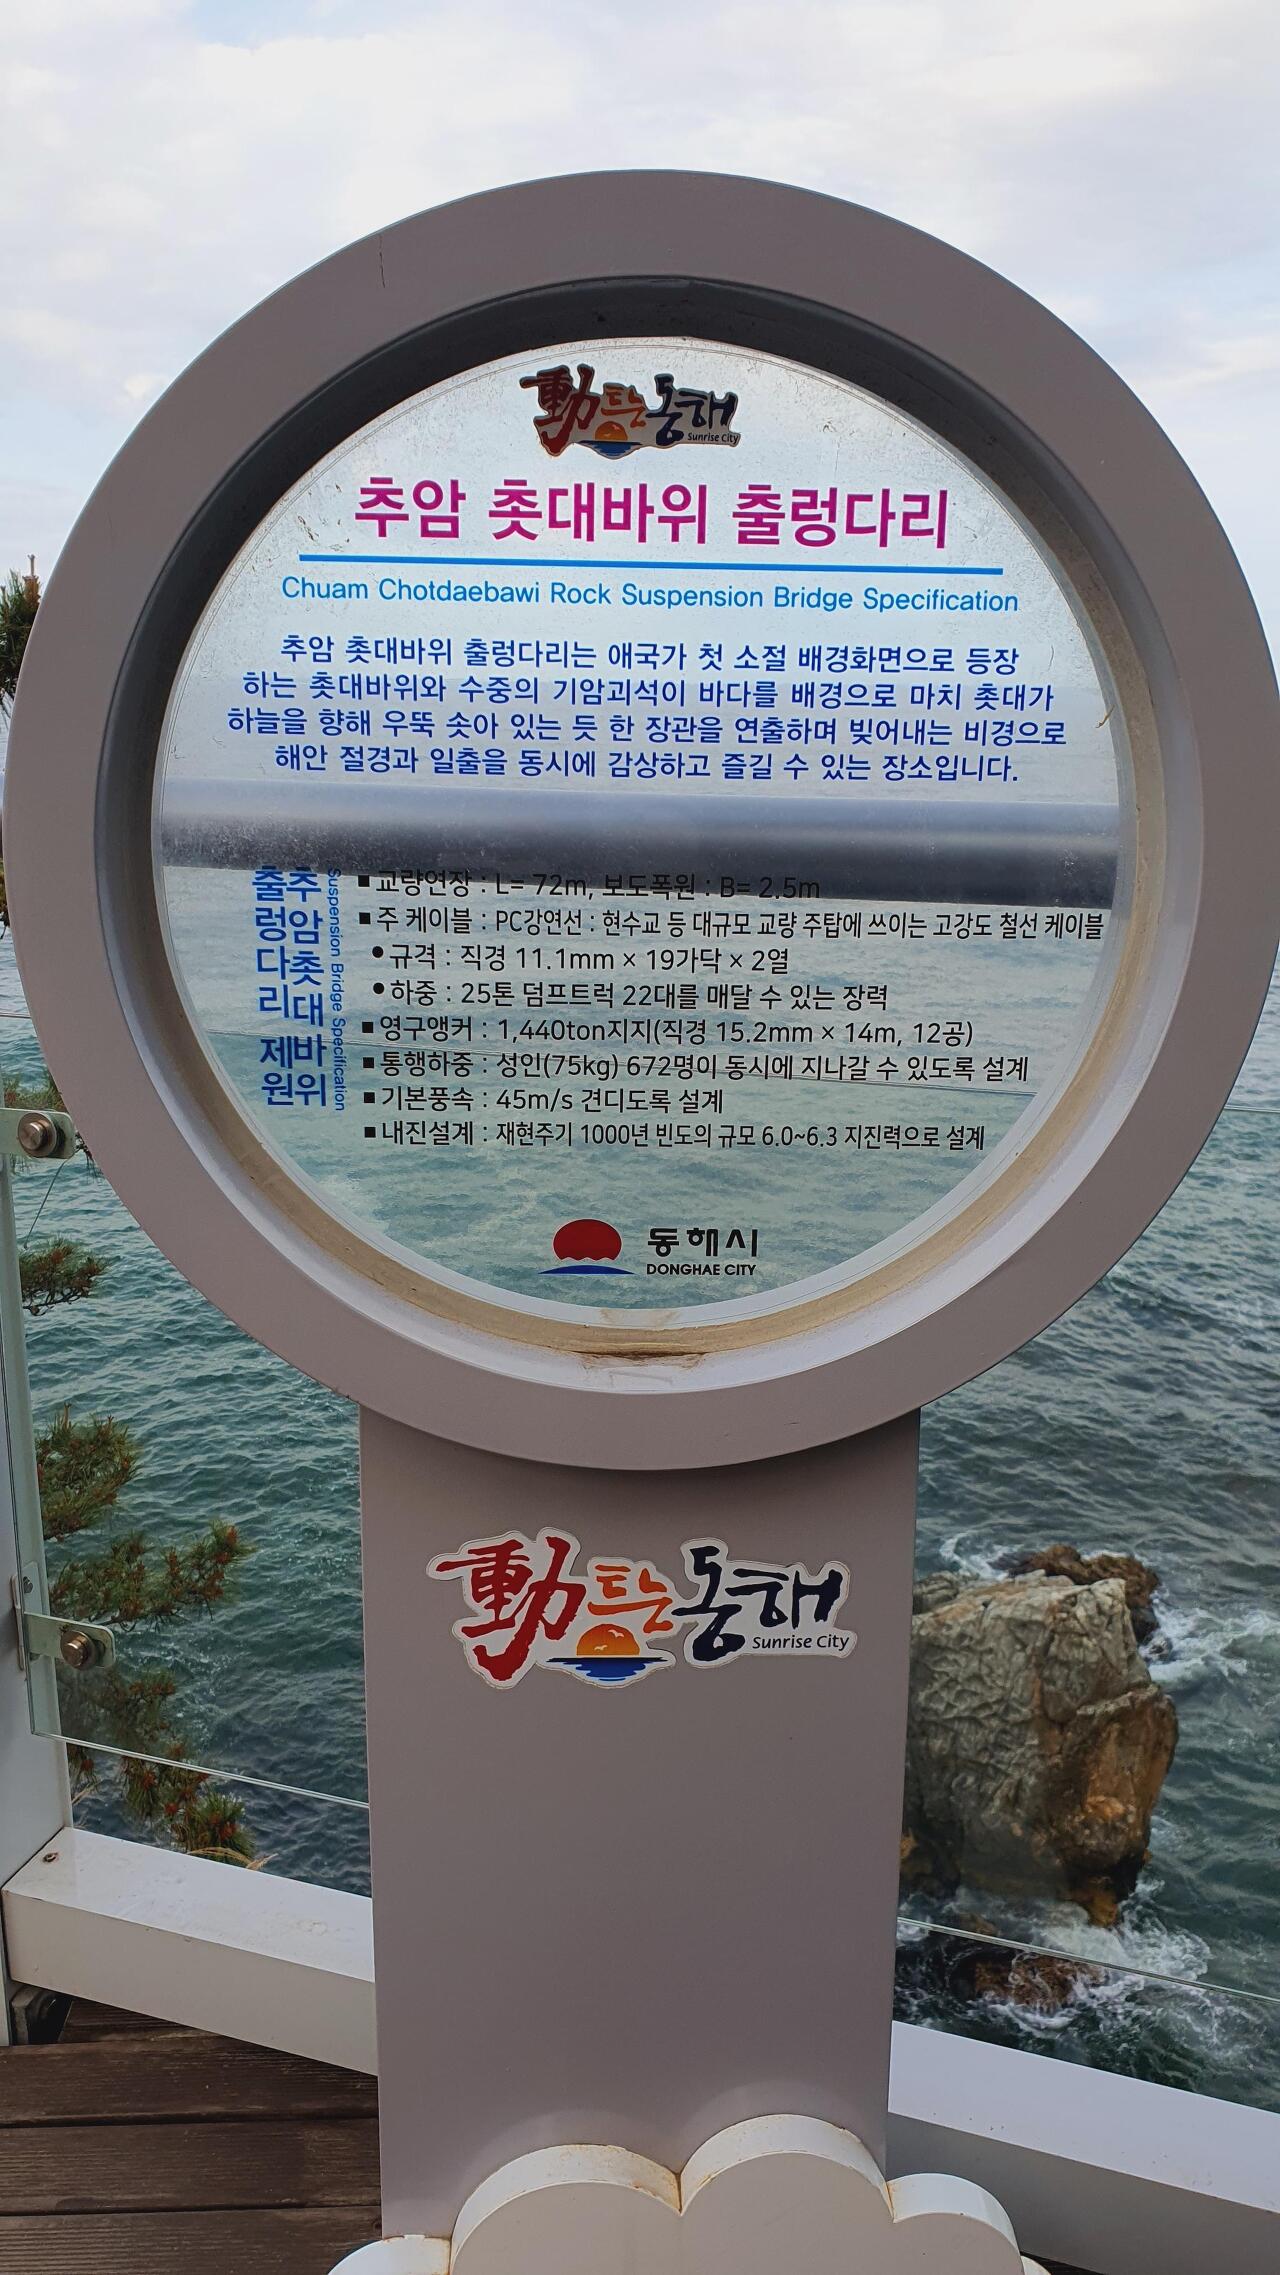 動트는동해
Sunrise City
추암 촛대바위 출렁다리
Chuam Chotdaebawi Rock Suspension Bridge Specification
추암 촛대바위 출렁다리는 애국가 첫 소절 배경화면으로 등장
하는 촛대바위와 수중의 기암괴석이 바다를 배경으로 마치 촛대가
하늘을 향해 우뚝 솟아 있는 듯 한 장관을 연출하며 빚어내는 비경으로
해안 절경과 일출을 동시에 감상하고 즐길 수 있는 장소입니다.
추암촛대바위
출렁다리 제원
Suspension Bridge Specification
▪교량연장 : L= 72m, 보도폭원 : B= 2.5m
▪주 케이블 : PC강연선 : 현수교 등 대규모 교량 주탑에 쓰이는 고강도 철선 케이블
•규격 : 직경 11.1mm × 19가닥 × 2열
•하중 : 25톤 덤프트럭 22대를 매달 수 있는 장력
▪영구앵커 : 1,440ton지지(직경 15.2mm × 14m, 12공)
▪통행하중 : 성인(75kg) 672명이 동시에 지나갈 수 있도록 설계
▪기본풍속 : 45m/s 견디도록 설계
▪내진설계 : 재현주기 1000년 빈도의 규모 6.0~6.3 지진력으로 설계
동해시
DONGHAE CITY
動트는동해
Sunrise City